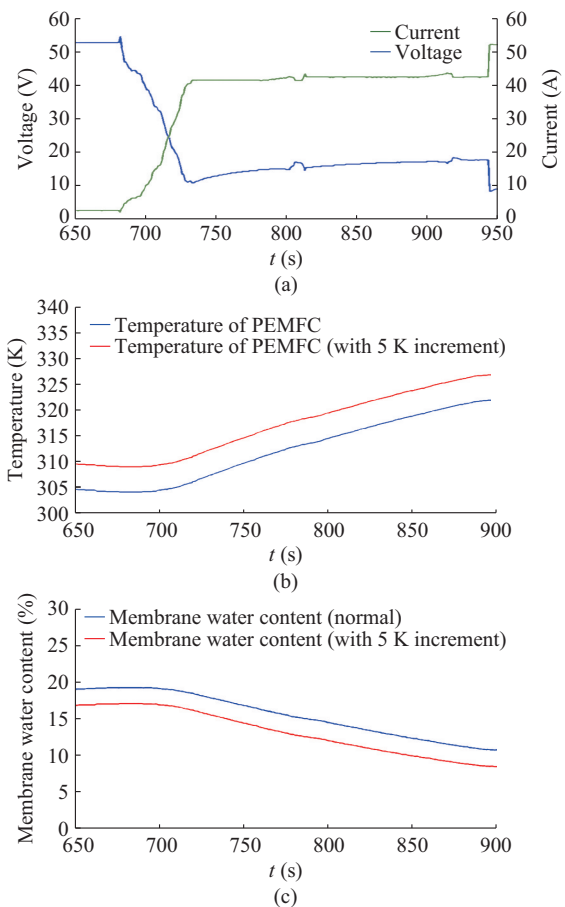 60
50
40
30
20
10
0
Voltage (V)
Current
Voltage
60
50
40
30
20
10
0
Current (A)
650 700 750 800 850 900 950
t (s)
(a)
340
335
330
325
320
315
310
305
300
Temperature (K)
Temperature of PEMFC
Temperature of PEMFC (with 5 K increment)
650 700 750 800 850 900
t (s)
(b)
30
25
20
15
10
5
0
Membrane water content (%)
Membrane water content (normal)
Membrane water content (with 5 K increment)
650 700 750 800 850 900
t (s)
(c)